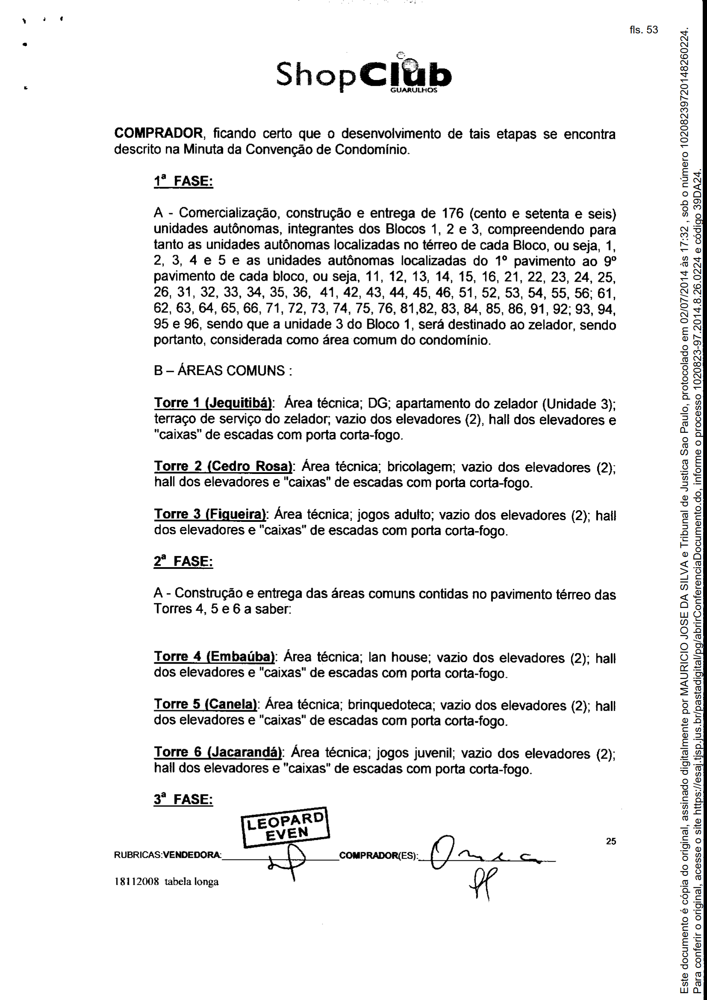 fls. 53
ShopClub
GUARULHOS
COMPRADOR, ficando certo que o desenvolvimento de tais etapas se encontra
descrito na Minuta da Convenção de Condomínio.
1ª FASE:
A - Comercialização, construção e entrega de 176 (cento e setenta e seis)
unidades autônomas, integrantes dos Blocos 1, 2 e 3, compreendendo para
tanto as unidades autônomas localizadas no térreo de cada Bloco, ou seja, 1,
2, 3, 4 e 5 e as unidades autônomas localizadas do 1º pavimento ao 9º
pavimento de cada bloco, ou seja, 11, 12, 13, 14, 15, 16, 21, 22, 23, 24, 25,
26, 31, 32, 33, 34, 35, 36, 41, 42, 43, 44, 45, 46, 51, 52, 53, 54, 55, 56; 61,
62, 63, 64, 65, 66, 71, 72, 73, 74, 75, 76, 81,82, 83, 84, 85, 86, 91, 92; 93, 94,
95 e 96, sendo que a unidade 3 do Bloco 1, será destinado ao zelador, sendo
portanto, considerada como área comum do condomínio.
B – ÁREAS COMUNS :
Torre 1 (Jequitibá): Área técnica; DG; apartamento do zelador (Unidade 3);
terraço de serviço do zelador; vazio dos elevadores (2), hall dos elevadores e
"caixas" de escadas com porta corta-fogo.
Torre 2 (Cedro Rosa): Área técnica; bricolagem; vazio dos elevadores (2);
hall dos elevadores e "caixas" de escadas com porta corta-fogo.
Torre 3 (Figueira): Área técnica; jogos adulto; vazio dos elevadores (2); hall
dos elevadores e "caixas" de escadas com porta corta-fogo.
2ª FASE:
A - Construção e entrega das áreas comuns contidas no pavimento térreo das
Torres 4, 5 e 6 a saber:
Torre 4 (Embaúba): Área técnica; lan house; vazio dos elevadores (2); hall
dos elevadores e "caixas" de escadas com porta corta-fogo.
Torre 5 (Canela): Área técnica; brinquedoteca; vazio dos elevadores (2); hall
dos elevadores e "caixas" de escadas com porta corta-fogo.
Torre 6 (Jacarandá): Área técnica; jogos juvenil; vazio dos elevadores (2);
hall dos elevadores e "caixas" de escadas com porta corta-fogo.
3ª FASE:
LEOPARD
EVEN
25
RUBRICAS:VENDEDORA: COMPRADOR(ES):
18112008 tabela longa
Este documento é cópia do original, assinado digitalmente por MAURICIO JOSE DA SILVA e Tribunal de Justica Sao Paulo, protocolado em 02/07/2014 às 17:32 , sob o número 10208239720148260224.
Para conferir o original, acesse o site https://esaj.tjsp.jus.br/pastadigital/pg/abrirConferenciaDocumento.do, informe o processo 1020823-97.2014.8.26.0224 e código 39DA24.